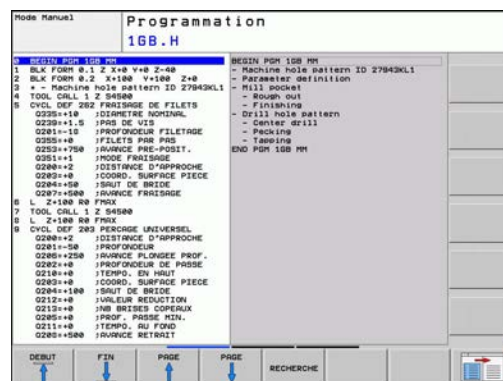 Mode Manuel
Programmation
1GB.H
0 BEGIN PGM 1GB MM
1 BLK FORM 0.1 Z X+0 Y+0 Z-40
2 BLK FORM 0.2 X+100 Y+100 Z+0
3 * - Machine hole pattern ID 27943KL1
4 TOOL CALL 1 Z S4500
5 CYCL DEF 262 FRAISAGE DE FILETS
Q335=+10 ;DIAMETRE NOMINAL
Q239=+1.5 ;PAS DE VIS
Q201=-18 ;PROFONDEUR FILETAGE
Q355=+0 ;FILETS PAR PAS
Q253=+750 ;AVANCE PRE-POSIT.
Q351=+1 ;MODE FRAISAGE
Q200=+2 ;DISTANCE D'APPROCHE
Q203=+0 ;COORD. SURFACE PIECE
Q204=+50 ;SAUT DE BRIDE
Q207=+500 ;AVANCE FRAISAGE
6 L Z+100 R0 FMAX
7 TOOL CALL 1 Z S4500
8 L Z+100 R0 FMAX
9 CYCL DEF 203 PERCAGE UNIVERSEL
Q200=+2 ;DISTANCE D'APPROCHE
Q201=-50 ;PROFONDEUR
Q206=+250 ;AVANCE PLONGEE PROF.
Q202=+0 ;PROFONDEUR DE PASSE
Q210=+0 ;TEMPO. EN HAUT
Q203=+0 ;COORD. SURFACE PIECE
Q204=+100 ;SAUT DE BRIDE
Q212=+0 ;VALEUR REDUCTION
Q213=+0 ;NB BRISES COPEAUX
Q205=+0 ;PROF. PASSE MIN.
Q211=+0 ;TEMPO. AU FOND
Q208=+500 ;AVANCE RETRAIT
BEGIN PGM 1GB MM
- Machine hole pattern ID 27943KL1
- Parameter definition
- Mill pocket
- Rough out
- Finishing
- Drill hole pattern
- Center drill
- Pecking
- Tapping
END PGM 1GB MM
DEBUT
FIN
PAGE
PAGE
RECHERCHE